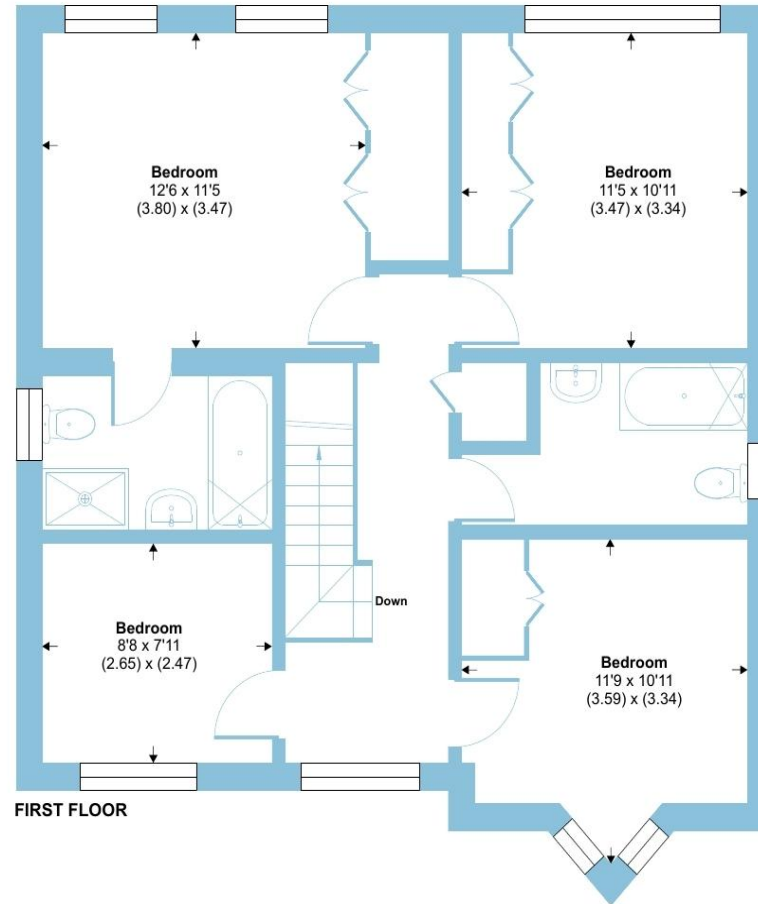 Bedroom
12'6 x 11'5
(3.80) x (3.47)
Bedroom
11'5 x 10'11
(3.47) x (3.34)
Down
Bedroom
8'8 x 7'11
(2.65) x (2.47)
Bedroom
11'9 x 10'11
(3.59) x (3.34)
FIRST FLOOR